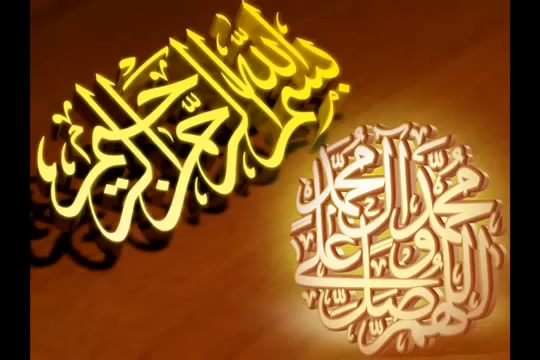 بسم الله الرحمن الرحيم
اللهم صل على محمد وآل محمد